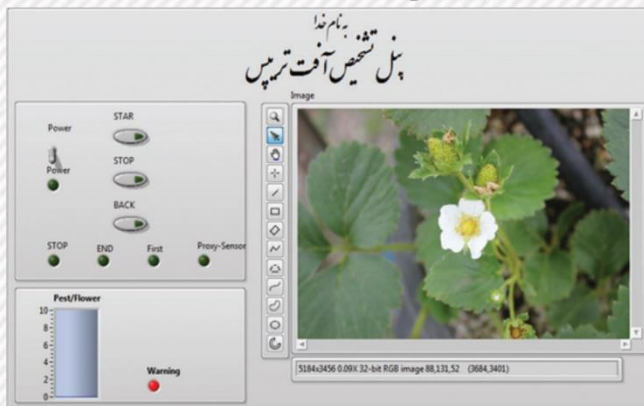 به نام خدا
پنل تشخیص آفت تریپس
Image
Power
STAR
Power
STOP
BACK
STOP END First Proxy-Sensor
Pest/Flower
10
8
6
4
2
0
Warning
5184x3456 0.09X 32-bit RGB image 88,131,52 (3684,3401)